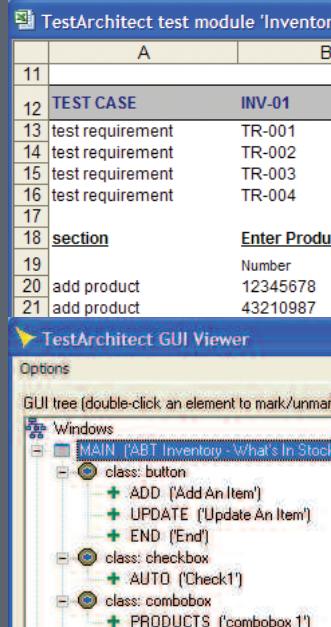 TestArchitect test module 'Inventor
A B
11
12 TEST CASE INV-01
13 test requirement TR-001
14 test requirement TR-002
15 test requirement TR-003
16 test requirement TR-004
17
18 section Enter Produ
19 Number
20 add product 12345678
21 add product 43210987
TestArchitect GUI Viewer
Options
GUI tree (double-click an element to mark/unmar
Windows
MAIN ('ABT Inventory - What's In Stock
class: button
ADD ('Add An Item')
UPDATE ('Update An Item')
END ('End')
class: checkbox
AUTO ('Check1')
class: combobox
PRODUCTS ('combobox 1')